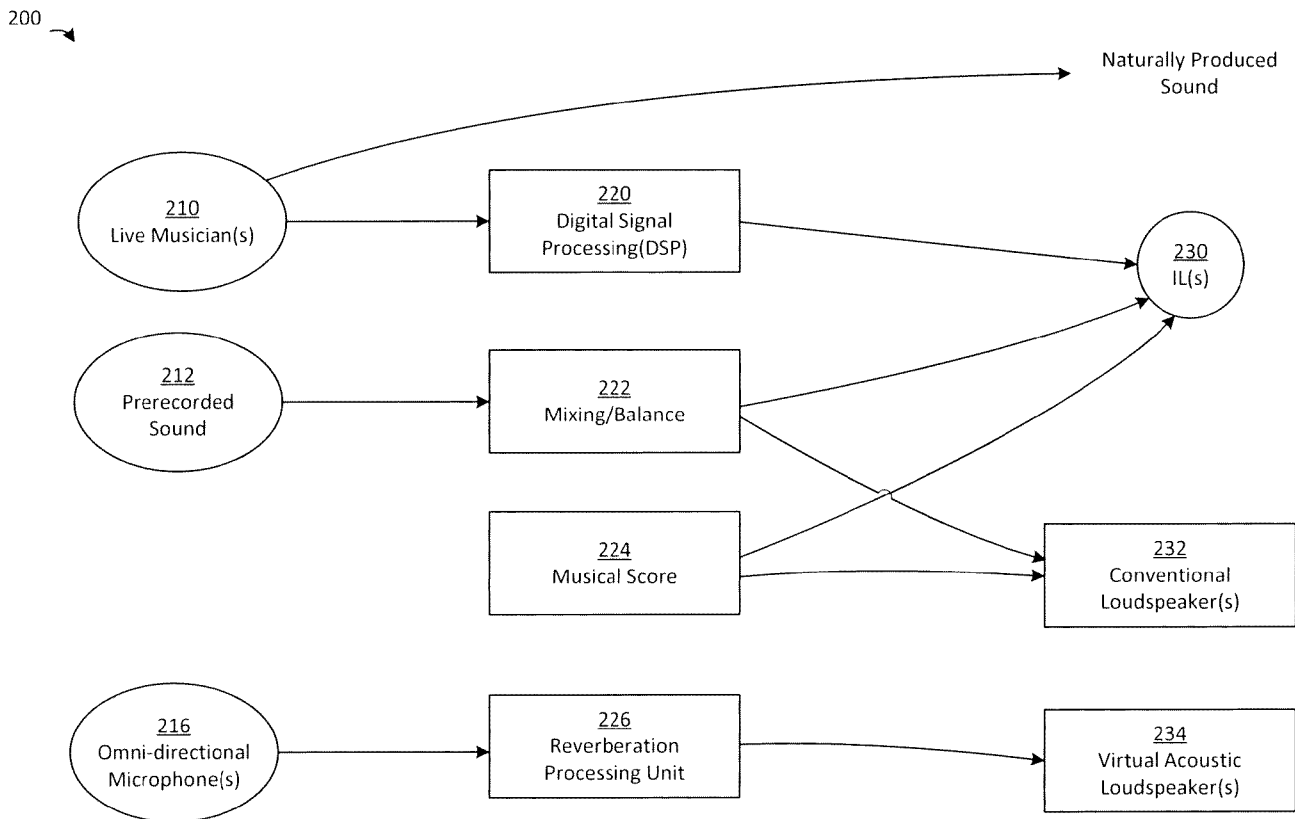 200
Naturally Produced
Sound
210
Live Musician(s)
220
Digital Signal
Processing(DSP)
230
IL(s)
212
Prerecorded
Sound
222
Mixing/Balance
224
Musical Score
232
Conventional
Loudspeaker(s)
216
Omni-directional
Microphone(s)
226
Reverberation
Processing Unit
234
Virtual Acoustic
Loudspeaker(s)